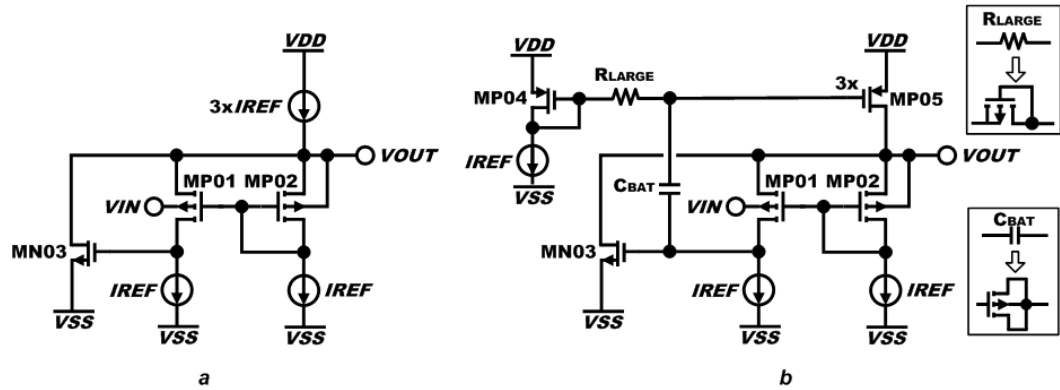 VDD
3xIREF
VOUT
MP01 MP02
VIN
MN03
IREF
IREF
VSS
VSS
VSS
a
VDD
RLARGE
VDD
MP04
3x
MP05
IREF
VSS
VOUT
CBAT
MP01 MP02
VIN
MN03
IREF
IREF
VSS
VSS
VSS
b
RLARGE
CBAT